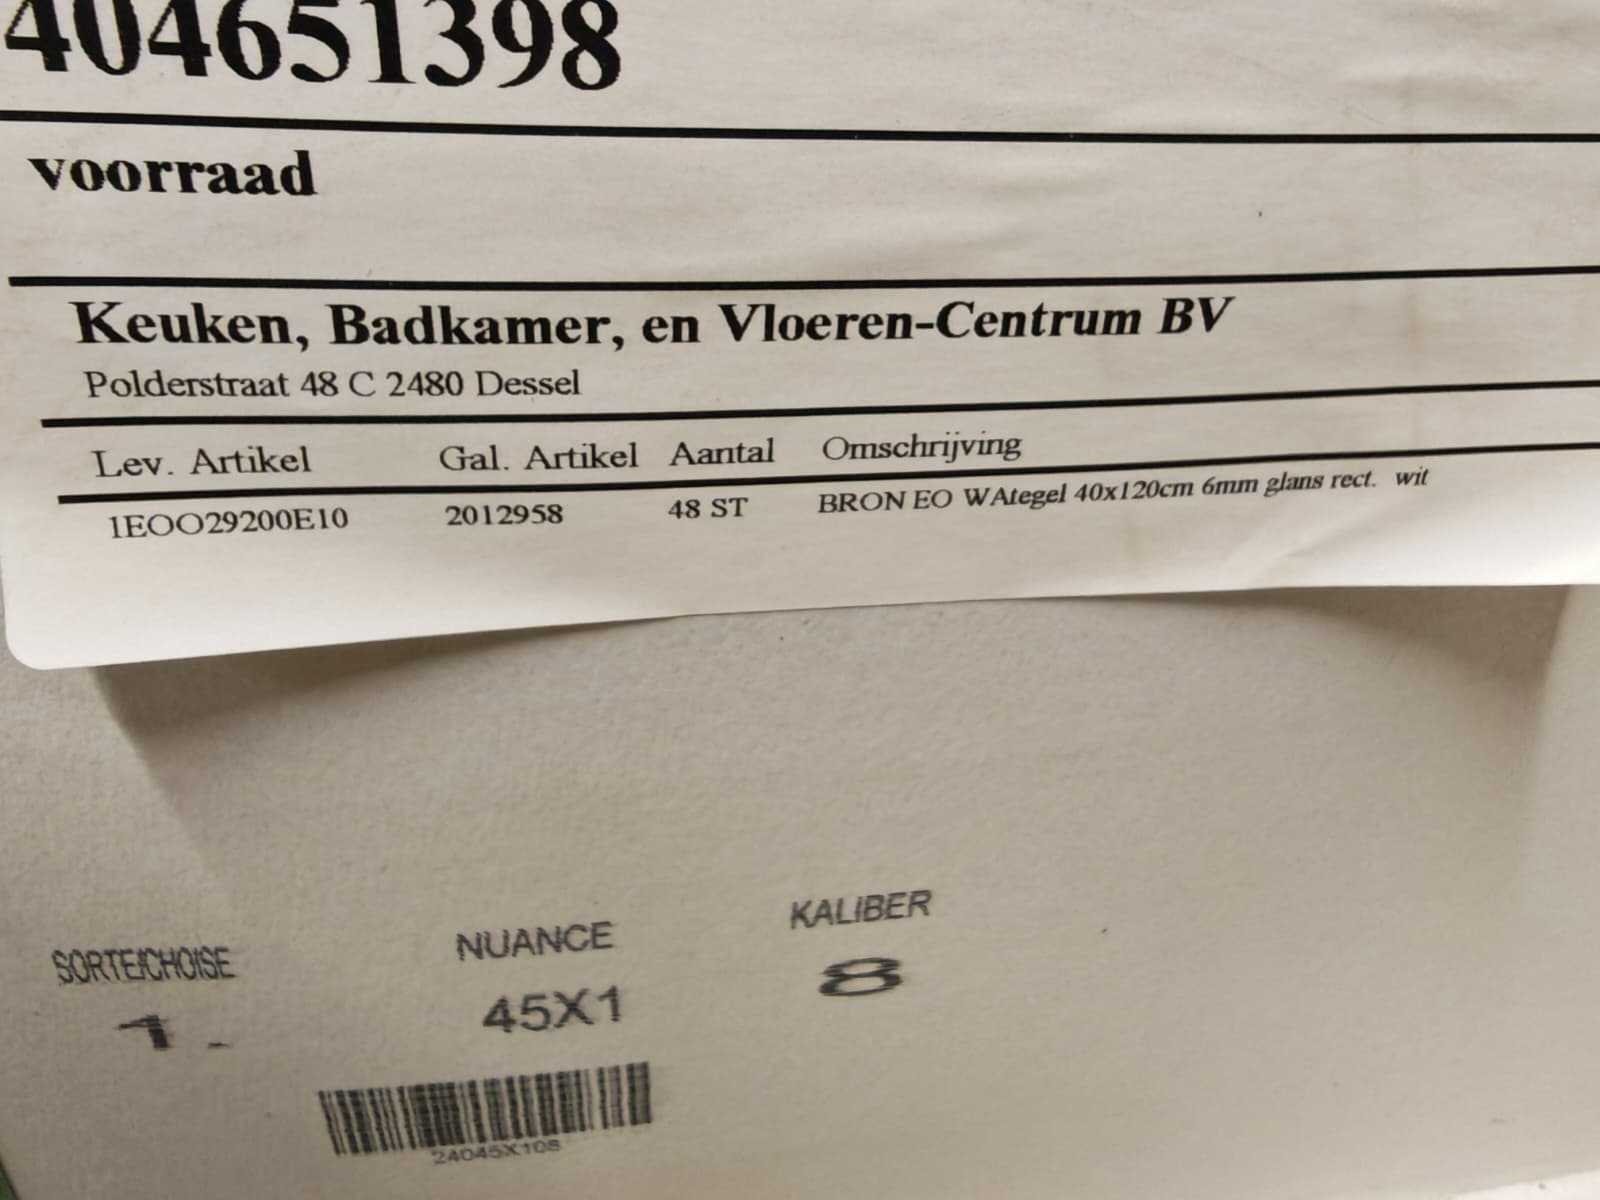 404651398
voorraad
Keuken, Badkamer, en Vloeren-Centrum BV
Polderstraat 48 C 2480 Dessel
Lev. Artikel Gal. Artikel Aantal Omschrijving
1EOO29200E10 2012958 48 ST BRON EO WAtegel 40x120cm 6mm glans rect. wit
SORTE/CHOISE NUANCE KALIBER
1. 45X1 8
24045X108